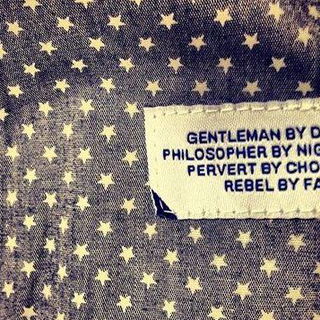 GENTLEMAN BY D
PHILOSOPHER BY NIG
PERVERT BY CHO
REBEL BY FA